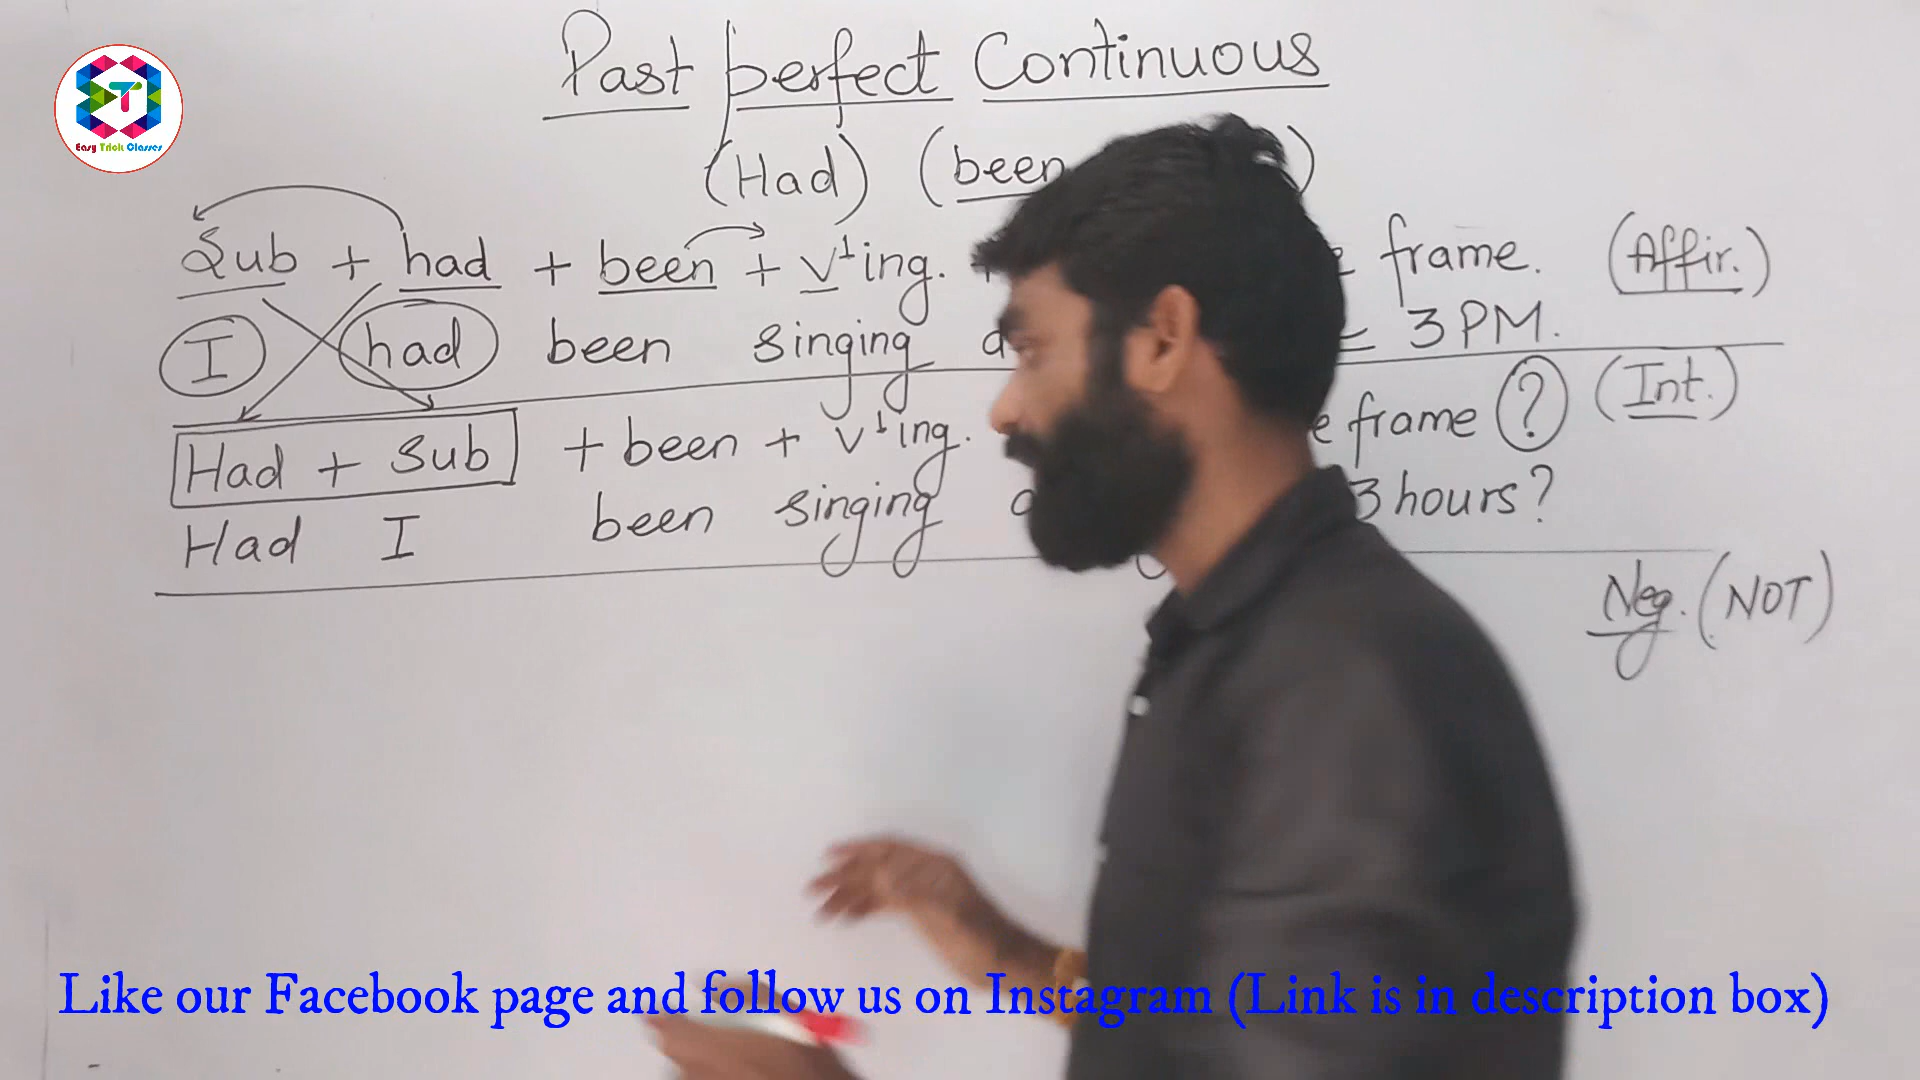 Past perfect Continuous
(Had) (been )
Easy Trick Classes
Sub + had + been + V¹ing. frame. (Affir.)
I had been singing 3 PM.
Had + Sub + been + V¹ing. frame ? (Int.)
Had I been singing 3 hours?
Neg. (NOT)
Like our Facebook page and follow us on Instagram (Link is in description box)